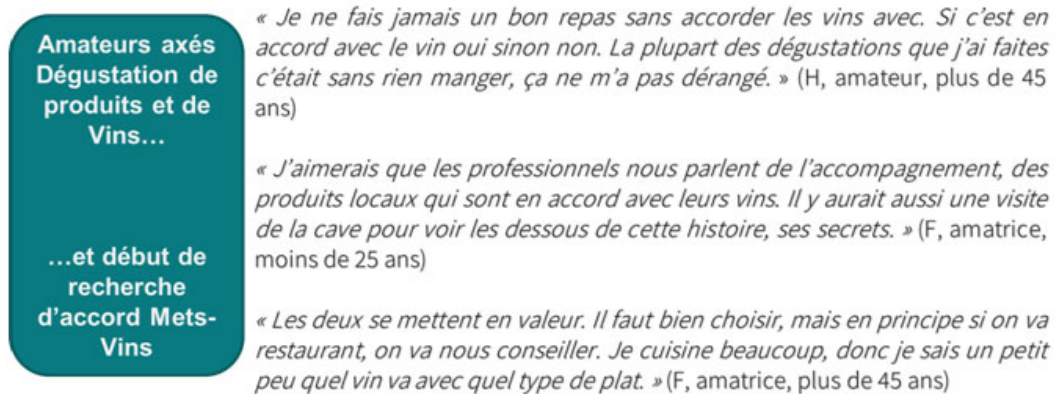 Amateurs axés
Dégustation de
produits et de
Vins…
…et début de
recherche
d'accord Mets-
Vins
« Je ne fais jamais un bon repas sans accorder les vins avec. Si c'est en
accord avec le vin oui sinon non. La plupart des dégustations que j'ai faites
c'était sans rien manger, ça ne m'a pas dérangé. » (H, amateur, plus de 45
ans)
« J'aimerais que les professionnels nous parlent de l'accompagnement, des
produits locaux qui sont en accord avec leurs vins. Il y aurait aussi une visite
de la cave pour voir les dessous de cette histoire, ses secrets. » (F, amatrice,
moins de 25 ans)
« Les deux se mettent en valeur. Il faut bien choisir, mais en principe si on va
restaurant, on va nous conseiller. Je cuisine beaucoup, donc je sais un petit
peu quel vin va avec quel type de plat. » (F, amatrice, plus de 45 ans)